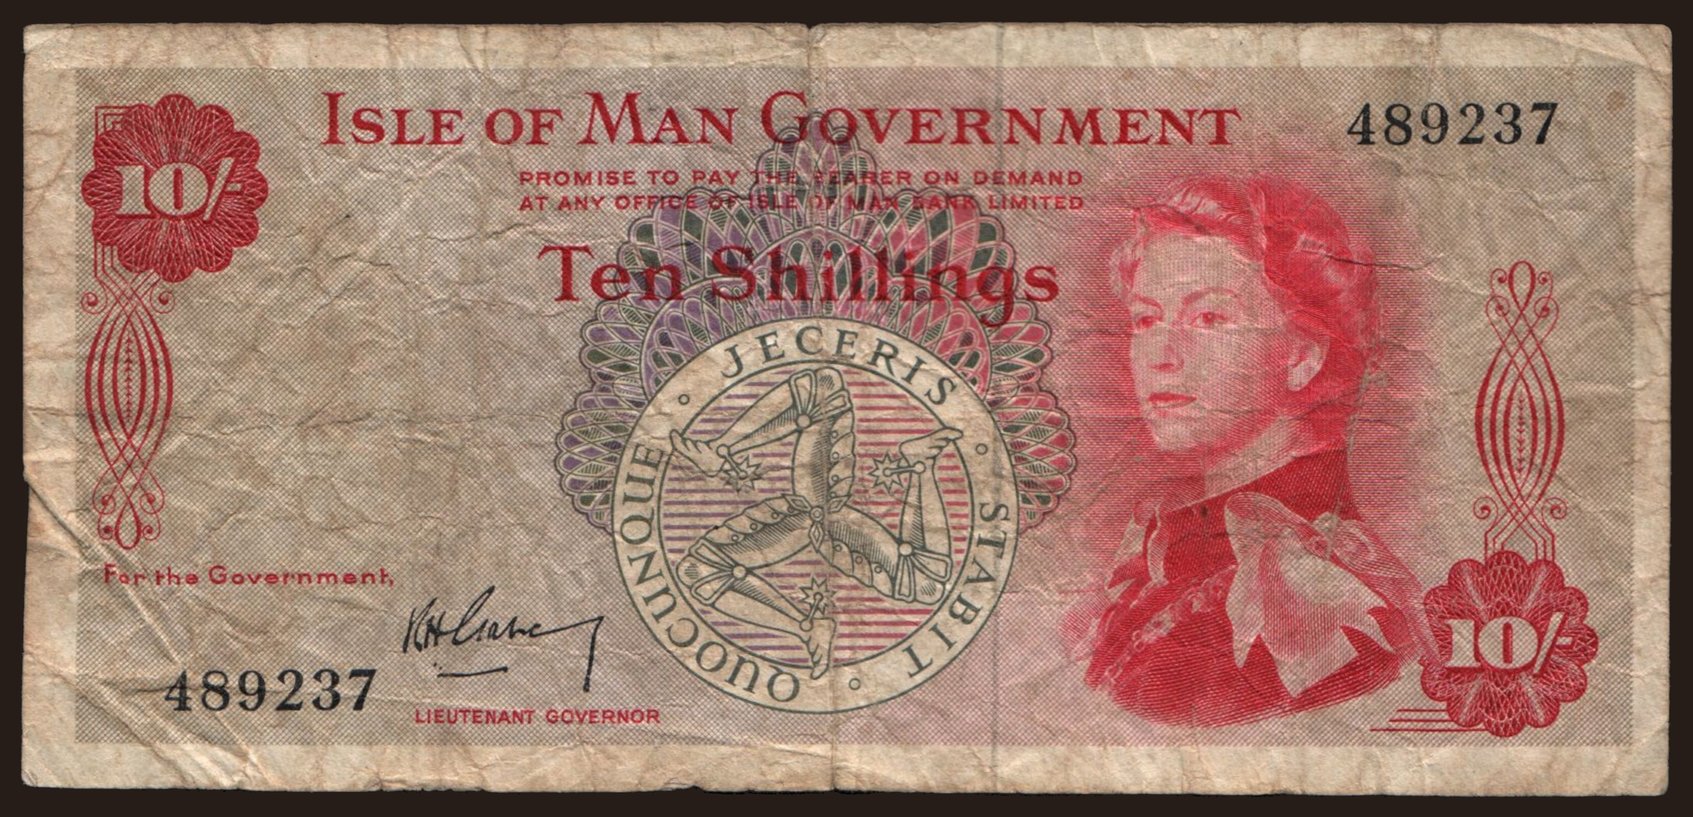 ISLE OF MAN GOVERNMENT
489237
10/-
PROMISE TO PAY THE BEARER ON DEMAND
AT ANY OFFICE OF ISLE OF MAN BANK LIMITED
Ten Shillings
QUOCUNQUE ∘ JECERIS ∘ STABIT ∘
For the Government,
489237
LIEUTENANT GOVERNOR
10/-